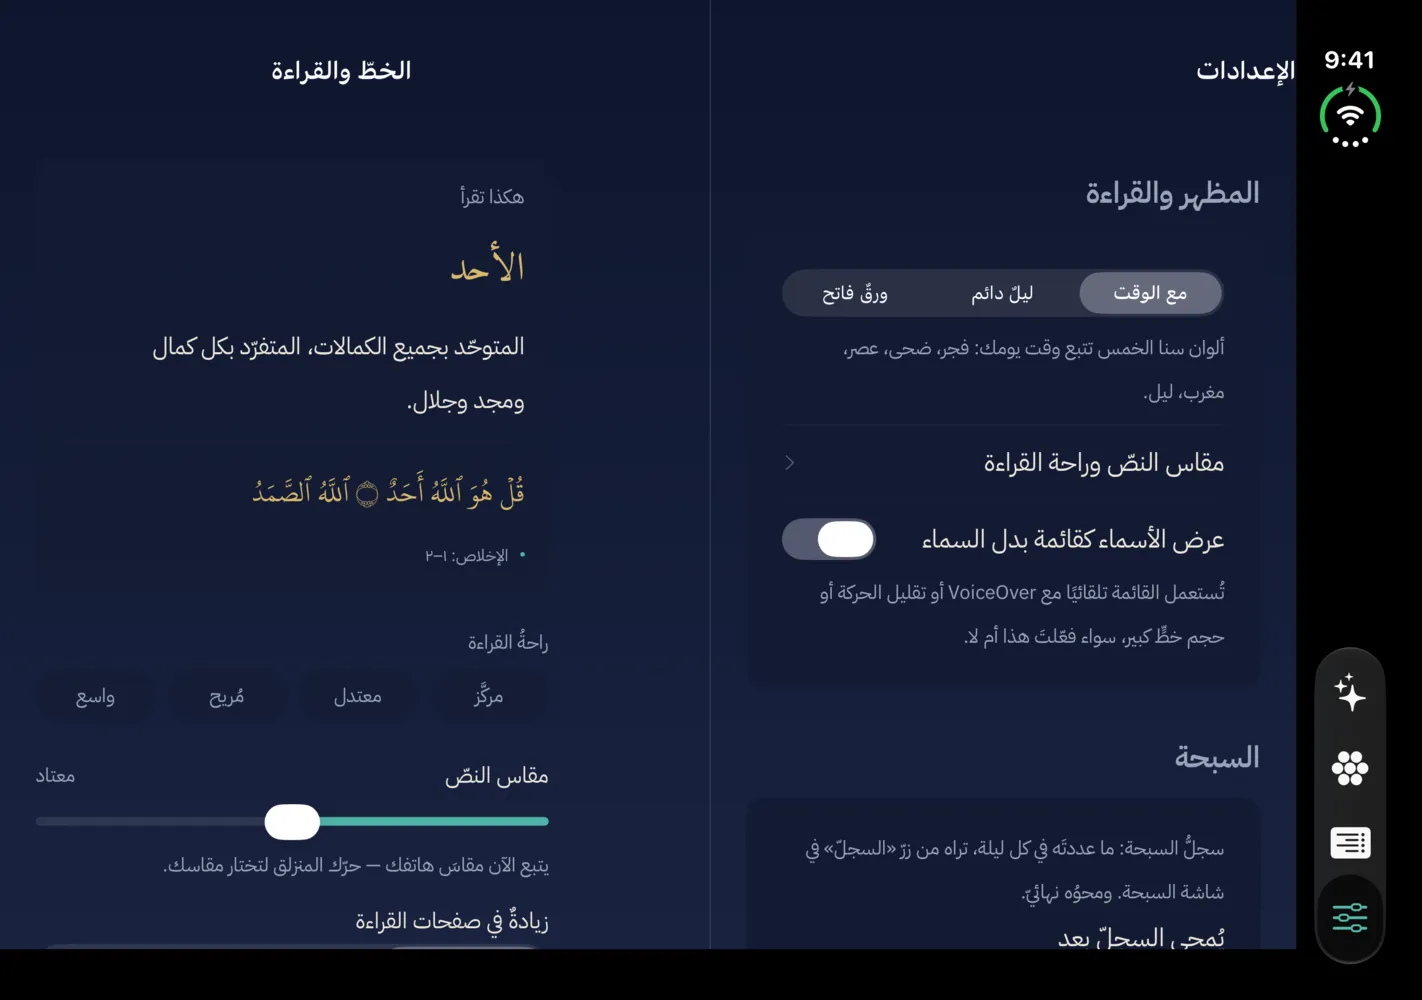 9:41
الإعدادات
المظهر والقراءة
مع الوقت
ليلٌ دائم
ورقٌ فاتح
ألوان سنا الخمس تتبع وقت يومك: فجر، ضحى، عصر،
مغرب، ليل.
مقاس النصّ وراحة القراءة
عرض الأسماء كقائمة بدل السماء
تُستعمل القائمة تلقائيًا مع VoiceOver أو تقليل الحركة أو
حجم خطٍّ كبير، سواء فعّلتَ هذا أم لا.
السبحة
سجلُّ السبحة: ما عددتَه في كل ليلة، تراه من زرّ «السجلّ» في
شاشة السبحة. ومحوُه نهائيّ.
يُمحى السجلّ بعد
الخطّ والقراءة
هكذا تقرأ
الأحد
المتوحّد بجميع الكمالات، المتفرّد بكل كمال
ومجد وجلال.
قُلْ هُوَ ٱللَّهُ أَحَدٌ ۝ ٱللَّهُ ٱلصَّمَدُ
• الإخلاص: ١–٢
راحةُ القراءة
مركَّز
معتدل
مُريح
واسع
مقاس النصّ
معتاد
يتبع الآن مقاسَ هاتفك — حرّك المنزلق لتختار مقاسك.
زيادةٌ في صفحات القراءة